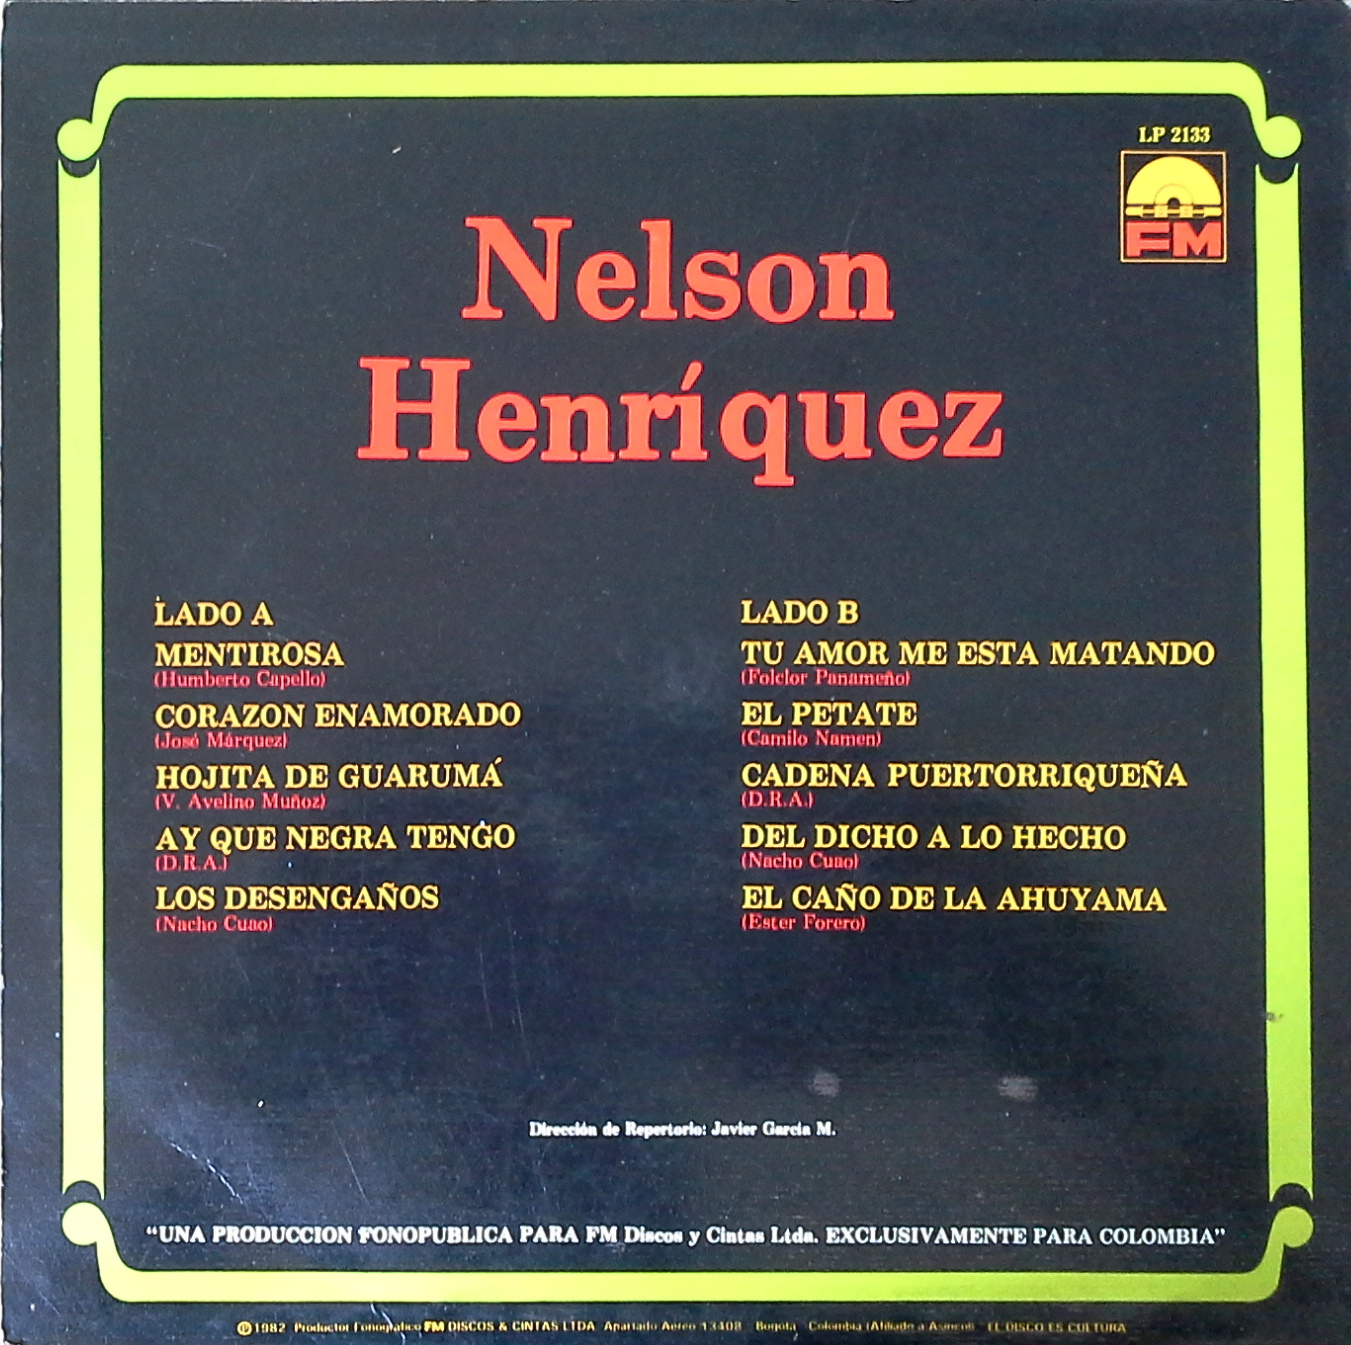 LP 2133
FM
Nelson
Henríquez
LADO A
MENTIROSA
(Humberto Capello)
CORAZON ENAMORADO
(José Márquez)
HOJITA DE GUARUMÁ
(V. Avelino Muñoz)
AY QUE NEGRA TENGO
(D.R.A.)
LOS DESENGAÑOS
(Nacho Cuao)
LADO B
TU AMOR ME ESTA MATANDO
(Folclor Panameño)
EL PETATE
(Camilo Namen)
CADENA PUERTORRIQUEÑA
(D.R.A.)
DEL DICHO A LO HECHO
(Nacho Cuao)
EL CAÑO DE LA AHUYAMA
(Ester Forero)
Dirección de Repertorio: Javier García M.
“UNA PRODUCCION FONOPUBLICA PARA FM Discos y Cintas Ltda. EXCLUSIVAMENTE PARA COLOMBIA”
Ⓟ1982 Productor Fonográfico FM DISCOS & CINTAS LTDA Apartado Aéreo 13408 Bogotá Colombia (Afiliado a Asincol) EL DISCO ES CULTURA